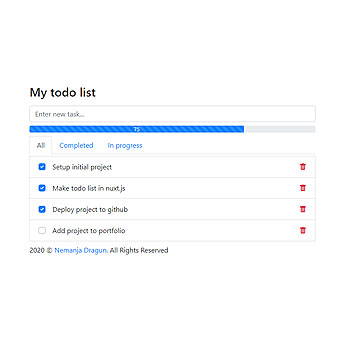 My todo list
Enter new task...
75
All Completed In progress
Setup initial project
Make todo list in nuxt.js
Deploy project to github
Add project to portfolio
2020 © Nemanja Dragun. All Rights Reserved